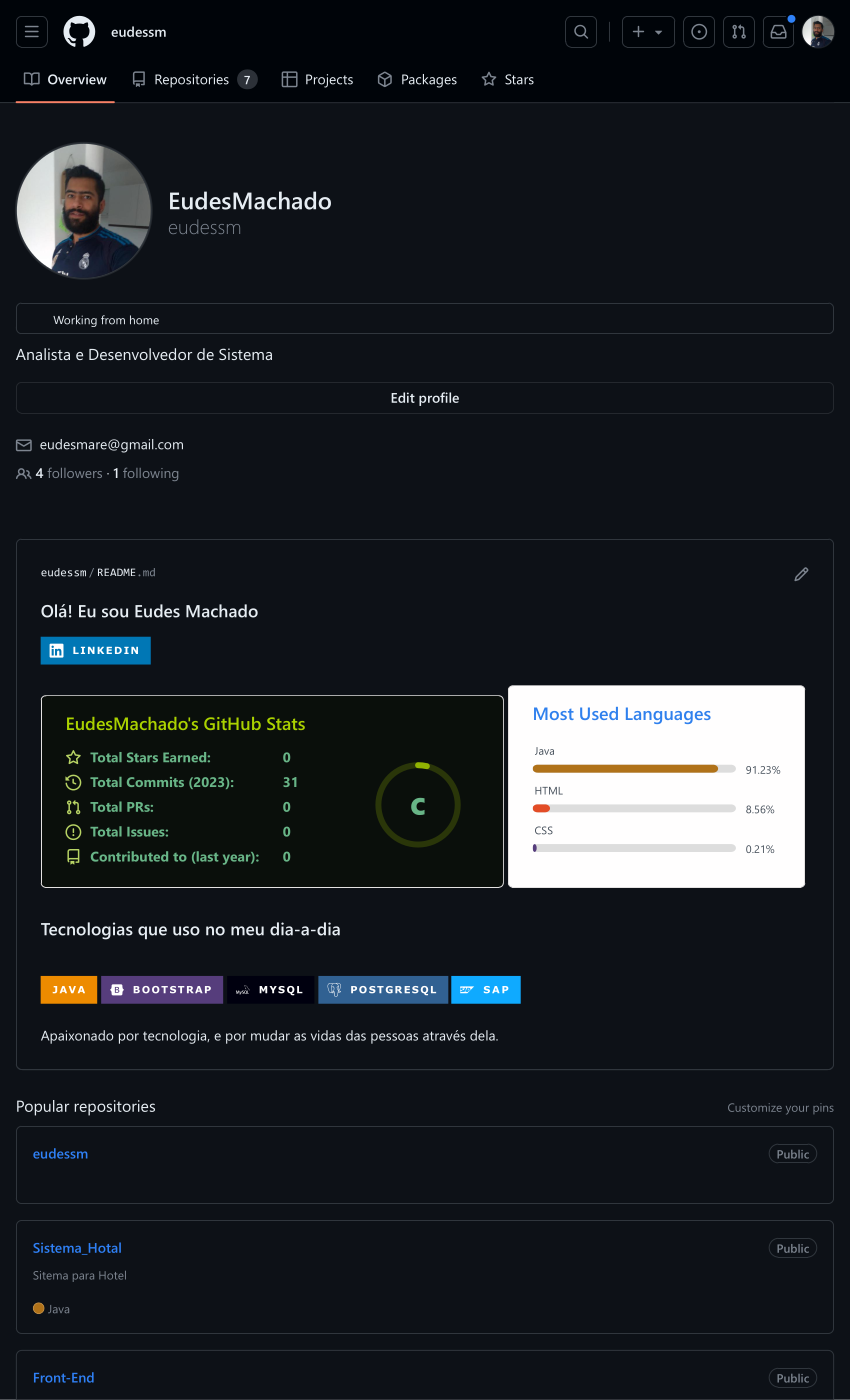 eudessm
Overview
Repositories 7
Projects
Packages
Stars
EudesMachado
eudessm
Working from home
Analista e Desenvolvedor de Sistema
Edit profile
eudesmare@gmail.com
4 followers · 1 following
eudessm / README.md
Olá! Eu sou Eudes Machado
LINKEDIN
EudesMachado's GitHub Stats
Total Stars Earned: 0
Total Commits (2023): 31
Total PRs: 0
Total Issues: 0
Contributed to (last year): 0
C
Most Used Languages
Java
91.23%
HTML
8.56%
CSS
0.21%
Tecnologias que uso no meu dia-a-dia
JAVA
B BOOTSTRAP
MySQL MYSQL
POSTGRESQL
SAP SAP
Apaixonado por tecnologia, e por mudar as vidas das pessoas através dela.
Popular repositories
Customize your pins
eudessm
Public
Sistema_Hotal
Public
Sitema para Hotel
Java
Front-End
Public